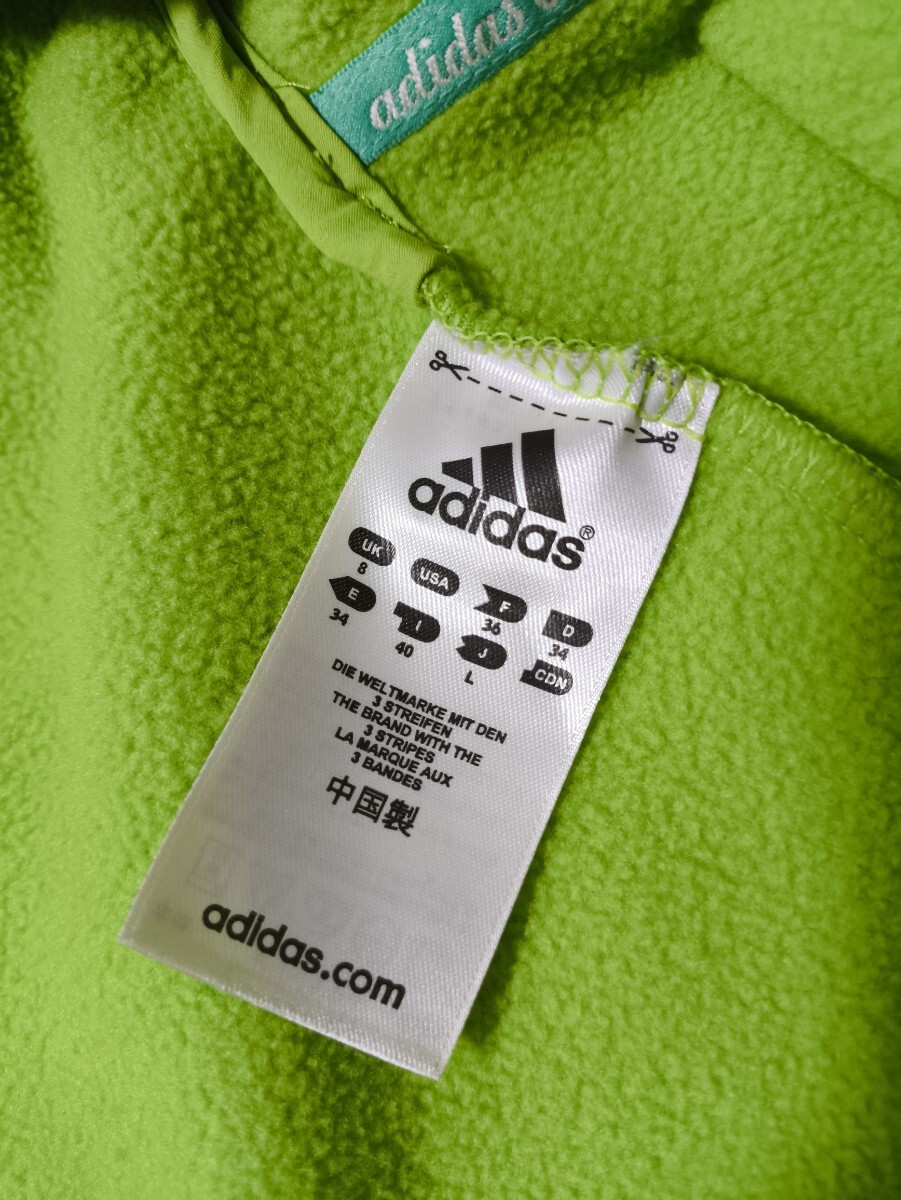 adidas
adidas®
UK USA F D
8 36 34
E I J CDN
34 40 L
DIE WELTMARKE MIT DEN
3 STREIFEN
THE BRAND WITH THE
3 STRIPES
LA MARQUE AUX
3 BANDES
中国製
adidas.com